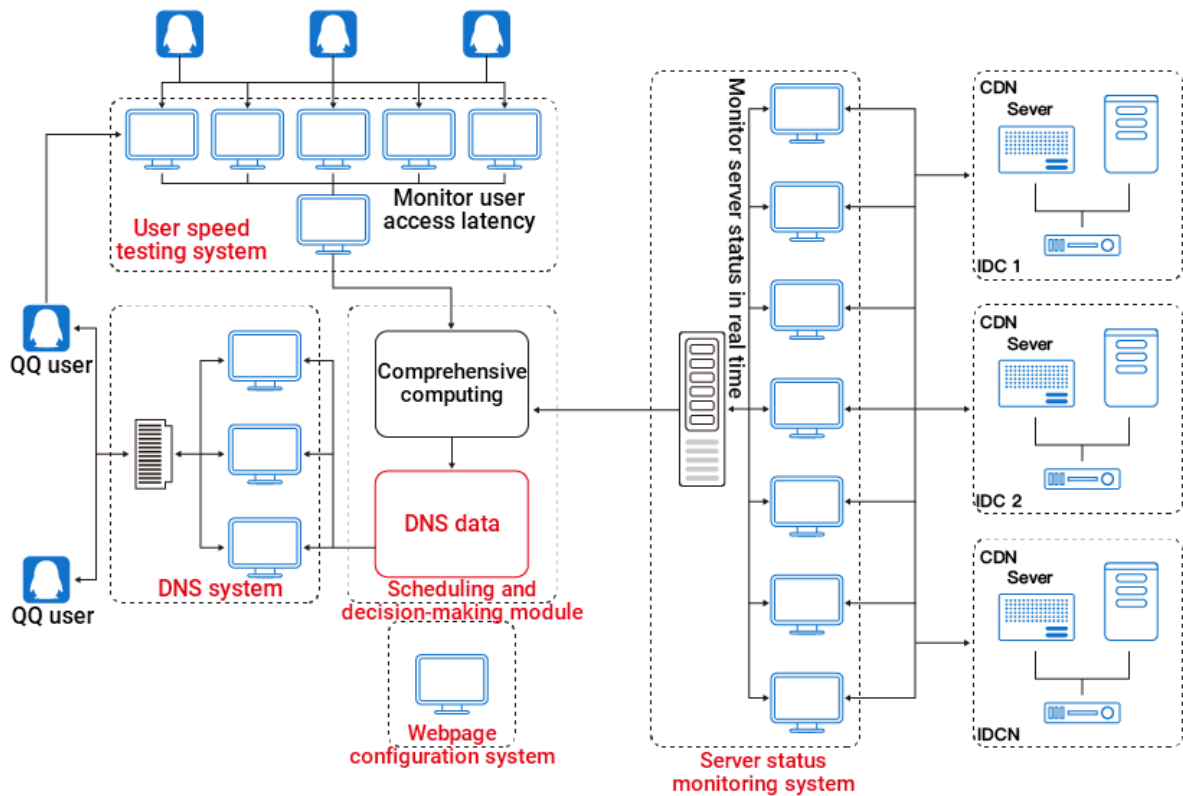 Monitor user
access latency
User speed
testing system
QQ user
QQ user
DNS system
Comprehensive
computing
DNS data
Scheduling and
decision-making module
Webpage
configuration system
Monitor server status in real time
Server status
monitoring system
CDN
Sever
IDC 1
CDN
Sever
IDC 2
CDN
Sever
IDCN